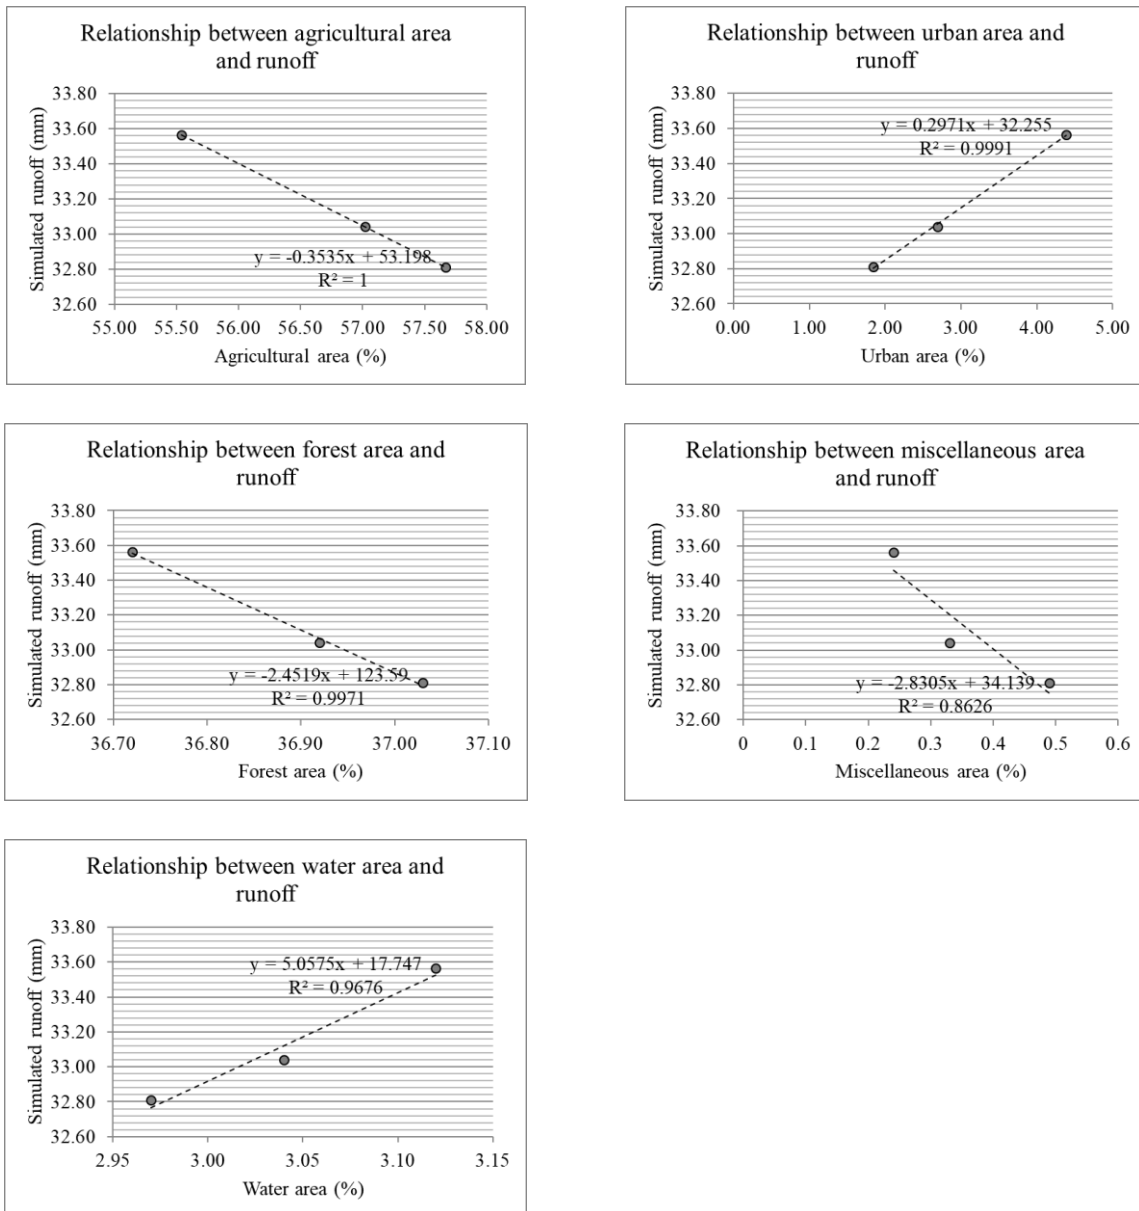 Relationship between agricultural area
and runoff
33.80
33.60
33.40
33.20
33.00
32.80
32.60
Simulated runoff (mm)
y = -0.3535x + 53.198
R² = 1
55.00 55.50 56.00 56.50 57.00 57.50 58.00
Agricultural area (%)
Relationship between urban area and
runoff
33.80
33.60
33.40
33.20
33.00
32.80
32.60
Simulated runoff (mm)
y = 0.2971x + 32.255
R² = 0.9991
0.00 1.00 2.00 3.00 4.00 5.00
Urban area (%)
Relationship between forest area and
runoff
33.80
33.60
33.40
33.20
33.00
32.80
32.60
Simulated runoff (mm)
y = -2.4519x + 123.59
R² = 0.9971
36.70 36.80 36.90 37.00 37.10
Forest area (%)
Relationship between miscellaneous area
and runoff
33.80
33.60
33.40
33.20
33.00
32.80
32.60
Simulated runoff (mm)
y = -2.8305x + 34.139
R² = 0.8626
0 0.1 0.2 0.3 0.4 0.5 0.6
Miscellaneous area (%)
Relationship between water area and
runoff
33.80
33.60
33.40
33.20
33.00
32.80
32.60
Simulated runoff (mm)
y = 5.0575x + 17.747
R² = 0.9676
2.95 3.00 3.05 3.10 3.15
Water area (%)